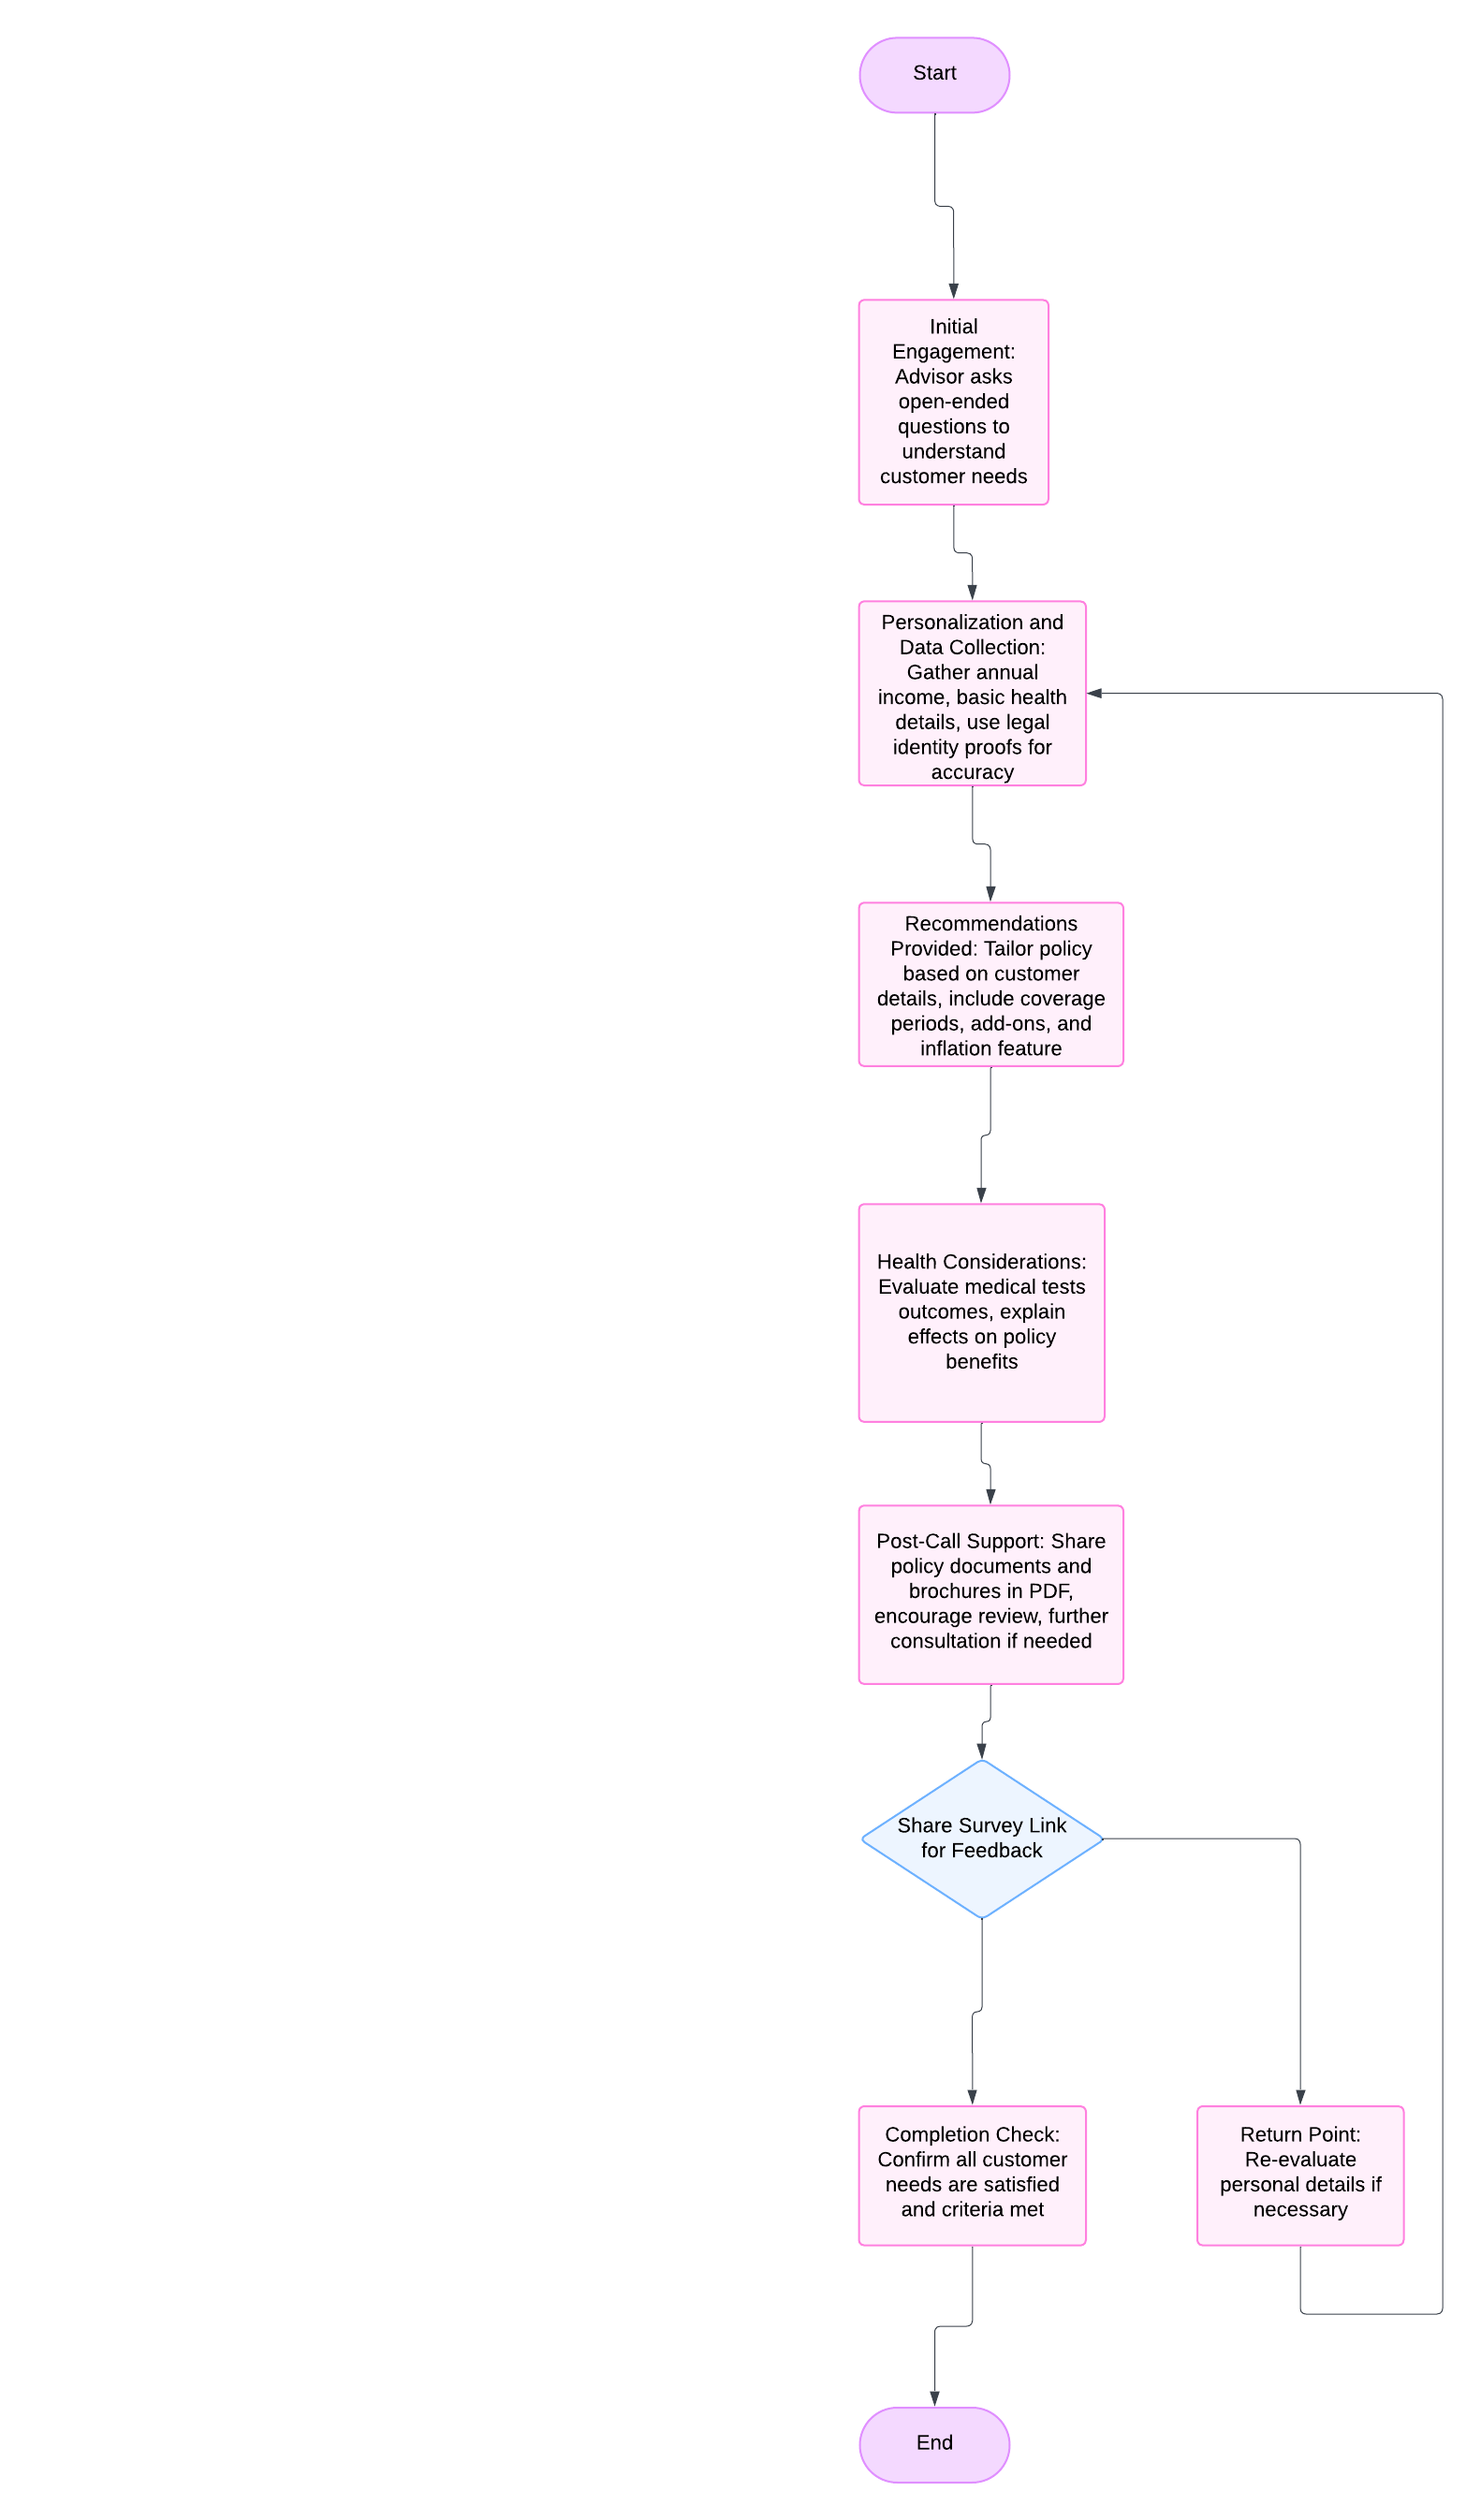 Start
Initial
Engagement:
Advisor asks
open-ended
questions to
understand
customer needs
Personalization and
Data Collection:
Gather annual
income, basic health
details, use legal
identity proofs for
accuracy
Recommendations
Provided: Tailor policy
based on customer
details, include coverage
periods, add-ons, and
inflation feature
Health Considerations:
Evaluate medical tests
outcomes, explain
effects on policy
benefits
Post-Call Support: Share
policy documents and
brochures in PDF,
encourage review, further
consultation if needed
Share Survey Link
for Feedback
Completion Check:
Confirm all customer
needs are satisfied
and criteria met
Return Point:
Re-evaluate
personal details if
necessary
End